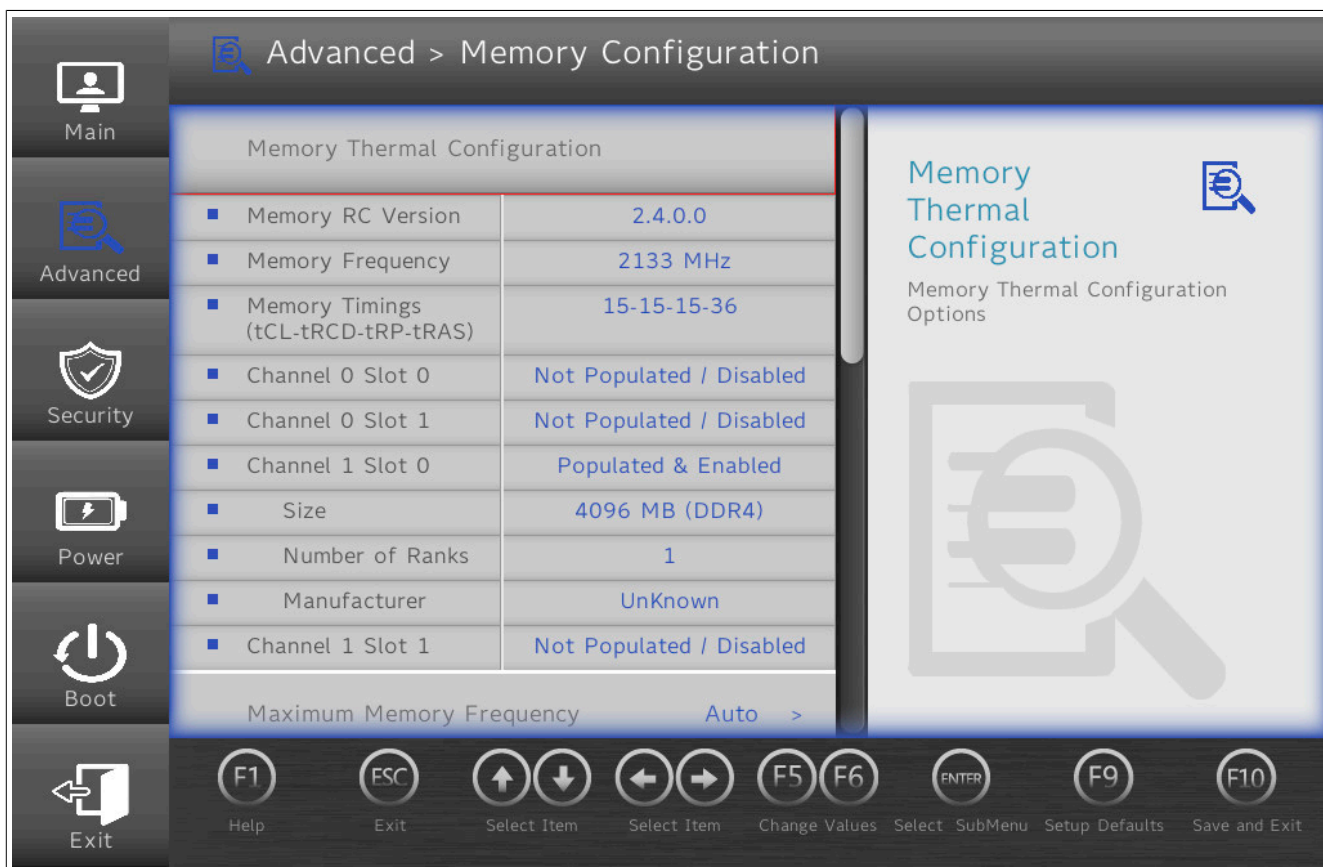 Advanced > Memory Configuration
Main
Advanced
Security
Power
Boot
Exit
Memory Thermal Configuration
Memory RC Version 2.4.0.0
Memory Frequency 2133 MHz
Memory Timings 15-15-15-36
(tCL-tRCD-tRP-tRAS)
Channel 0 Slot 0 Not Populated / Disabled
Channel 0 Slot 1 Not Populated / Disabled
Channel 1 Slot 0 Populated & Enabled
Size 4096 MB (DDR4)
Number of Ranks 1
Manufacturer UnKnown
Channel 1 Slot 1 Not Populated / Disabled
Maximum Memory Frequency Auto >
Memory
Thermal
Configuration
Memory Thermal Configuration
Options
F1 ESC F5 F6 ENTER F9 F10
Help Exit Select Item Select Item Change Values Select SubMenu Setup Defaults Save and Exit